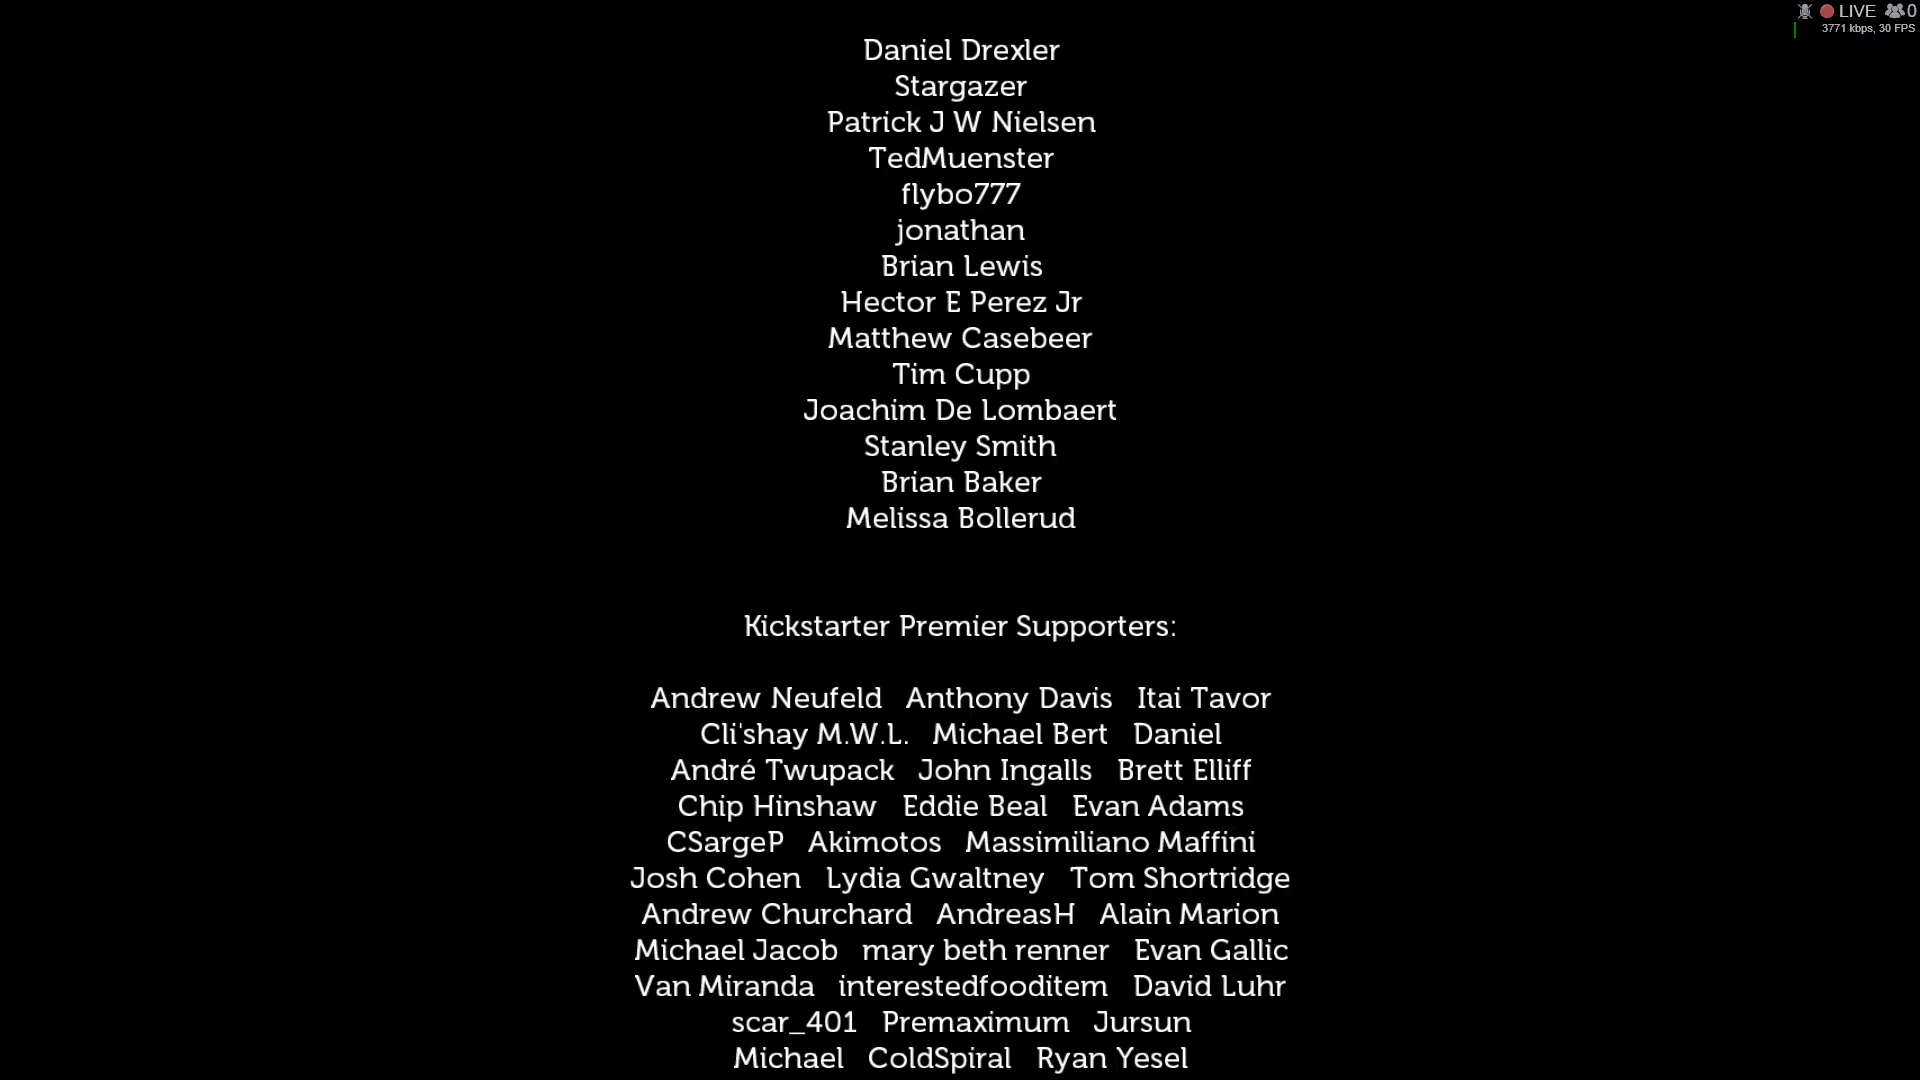 LIVE 0
3771 kbps, 30 FPS
Daniel Drexler
Stargazer
Patrick J W Nielsen
TedMuenster
flybo777
jonathan
Brian Lewis
Hector E Perez Jr
Matthew Casebeer
Tim Cupp
Joachim De Lombaert
Stanley Smith
Brian Baker
Melissa Bollerud
Kickstarter Premier Supporters:
Andrew Neufeld Anthony Davis Itai Tavor
Cli'shay M.W.L. Michael Bert Daniel
André Twupack John Ingalls Brett Elliff
Chip Hinshaw Eddie Beal Evan Adams
CSargeP Akimotos Massimiliano Maffini
Josh Cohen Lydia Gwaltney Tom Shortridge
Andrew Churchard AndreasH Alain Marion
Michael Jacob mary beth renner Evan Gallic
Van Miranda interestedfooditem David Luhr
scar_401 Premaximum Jursun
Michael ColdSpiral Ryan Yesel